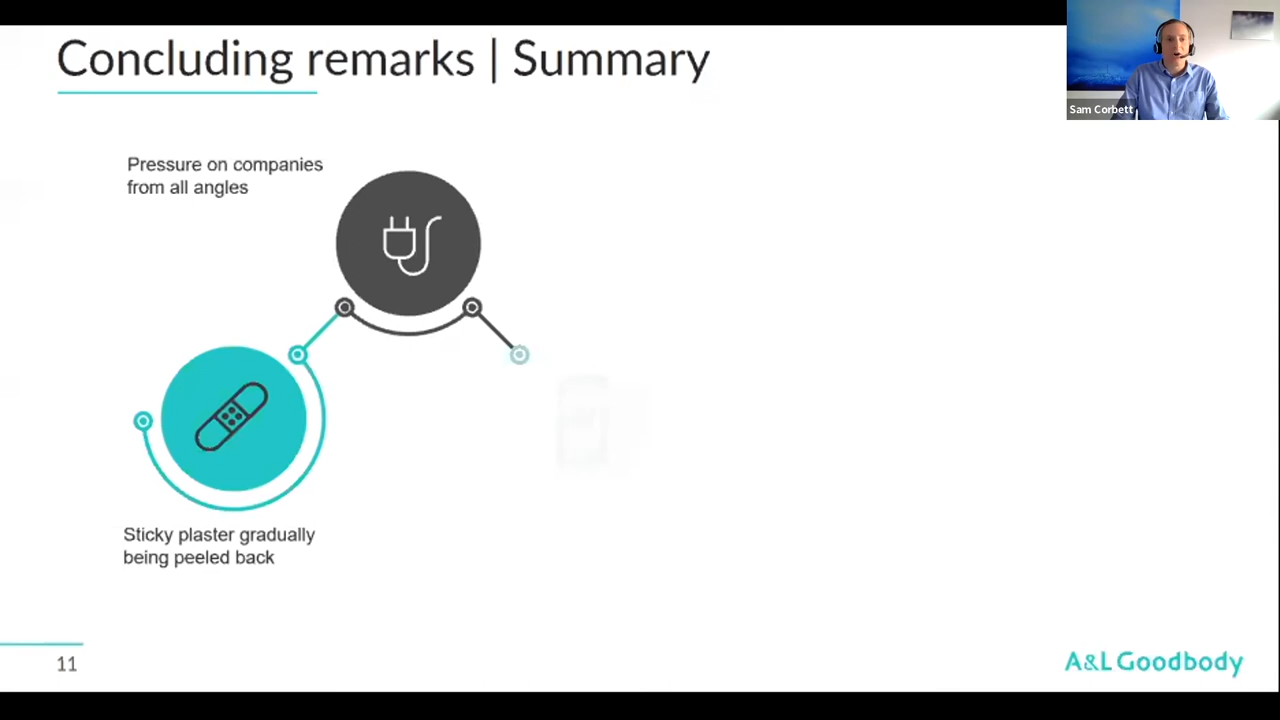 Concluding remarks | Summary
Sam Corbett
Pressure on companies
from all angles
Sticky plaster gradually
being peeled back
11
A&L Goodbody